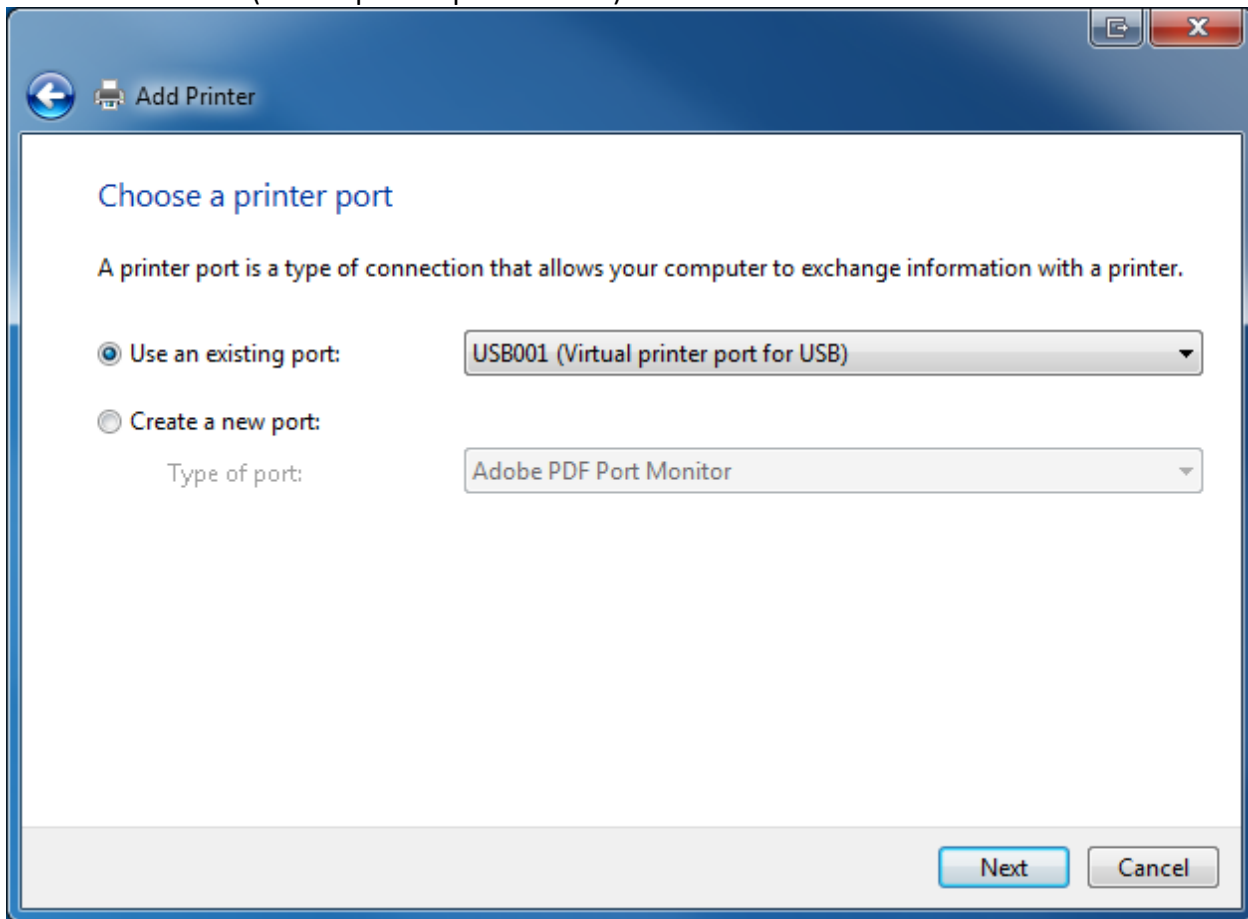 Add Printer
Choose a printer port
A printer port is a type of connection that allows your computer to exchange information with a printer.
Use an existing port: USB001 (Virtual printer port for USB)
Create a new port:
Type of port: Adobe PDF Port Monitor
Next Cancel